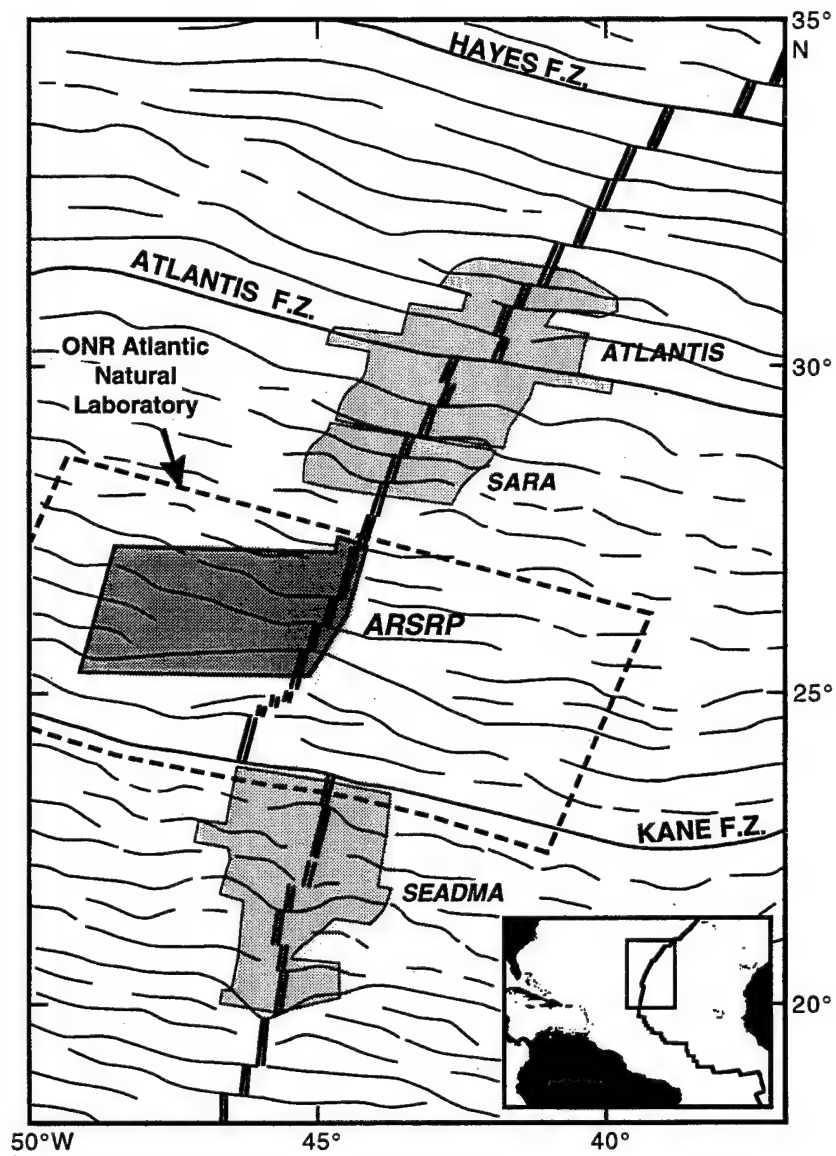 35°
N
HAYES F.Z.
ATLANTIS F.Z.
ONR Atlantic
Natural
Laboratory
ATLANTIS
30°
SARA
ARSRP
25°
KANE F.Z.
SEADMA
20°
50°W
45°
40°